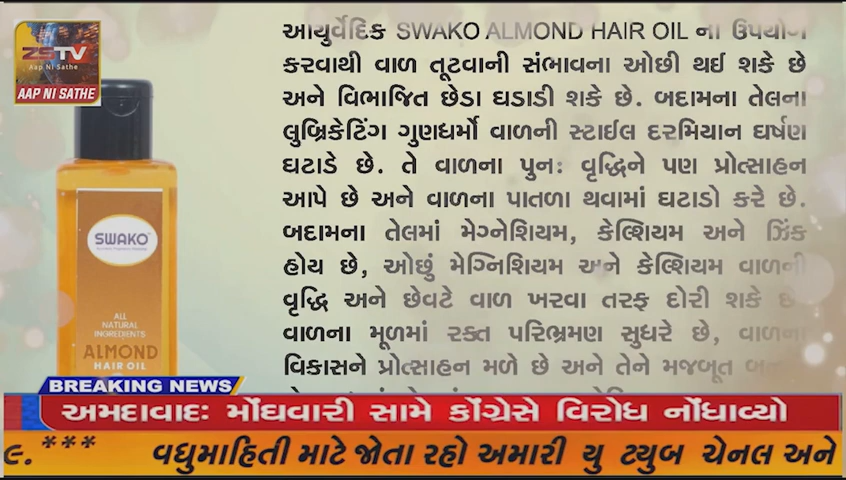 ZSTV
Aap Ni Sathe
AAP NI SATHE
આયુર્વેદિક SWAKO ALMOND HAIR OIL ના ઉપયોગ
કરવાથી વાળ તૂટવાની સંભાવના ઓછી થઈ શકે છે
અને વિભાજિત છેડા ઘડાડી શકે છે. બદામના તેલના
લુબ્રિકેટિંગ ગુણધર્મો વાળની સ્ટાઈલ દરમિયાન ઘર્ષણ
ઘટાડે છે. તે વાળના પુનઃ વૃદ્ધિને પણ પ્રોત્સાહન
આપે છે અને વાળના પાતળા થવામાં ઘટાડો કરે છે.
બદામના તેલમાં મેગ્નેશિયમ, કેલ્શિયમ અને ઝિંક
હોય છે, ઓછું મેગ્નિશિયમ અને કેલ્શિયમ વાળની
વૃદ્ધિ અને છેવટે વાળ ખરવા તરફ દોરી શકે છે.
વાળના મૂળમાં રક્ત પરિભ્રમણ સુધરે છે, વાળના
વિકાસને પ્રોત્સાહન મળે છે અને તેને મજબૂત
SWAKO
ALL
NATURAL
INGREDIENTS
ALMOND
HAIR OIL
BREAKING NEWS
અમદાવાદઃ મોંઘવારી સામે કોંગ્રેસે વિરોધ નોંધાવ્યો
૯. *** વધુમાહિતી માટે જોતા રહો અમારી યુ ટ્યુબ ચેનલ અને